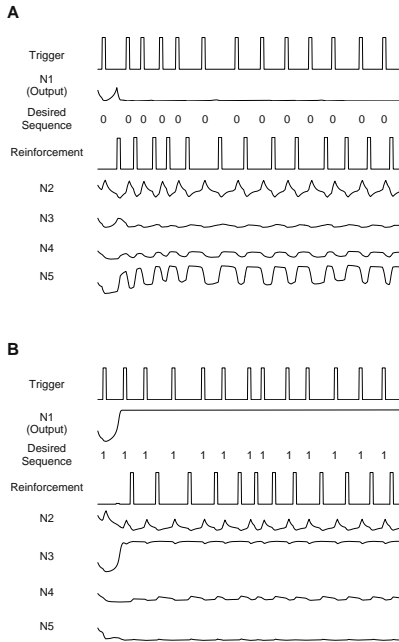 A
Trigger
N1
(Output)
Desired
Sequence
0 0 0 0 0 0 0 0 0 0 0 0 0
Reinforcement
N2
N3
N4
N5
B
Trigger
N1
(Output)
Desired
Sequence
1 1 1 1 1 1 1 1 1 1 1 1 1
Reinforcement
N2
N3
N4
N5